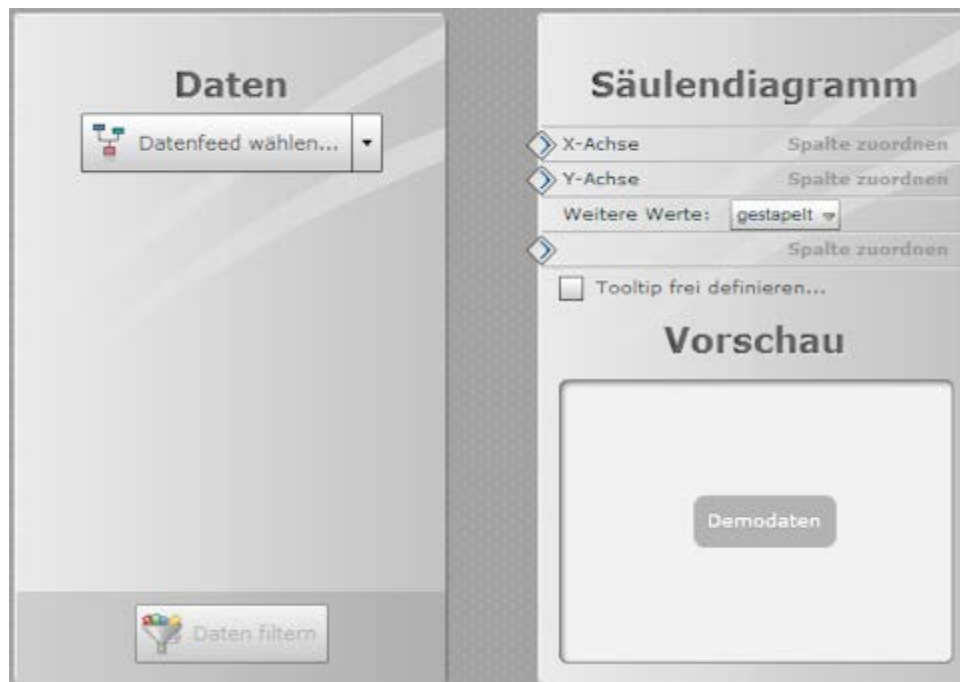 Daten
Datenfeed wählen...
Daten filtern
Säulendiagramm
X-Achse Spalte zuordnen
Y-Achse Spalte zuordnen
Weitere Werte: gestapelt
Spalte zuordnen
Tooltip frei definieren...
Vorschau
Demodaten